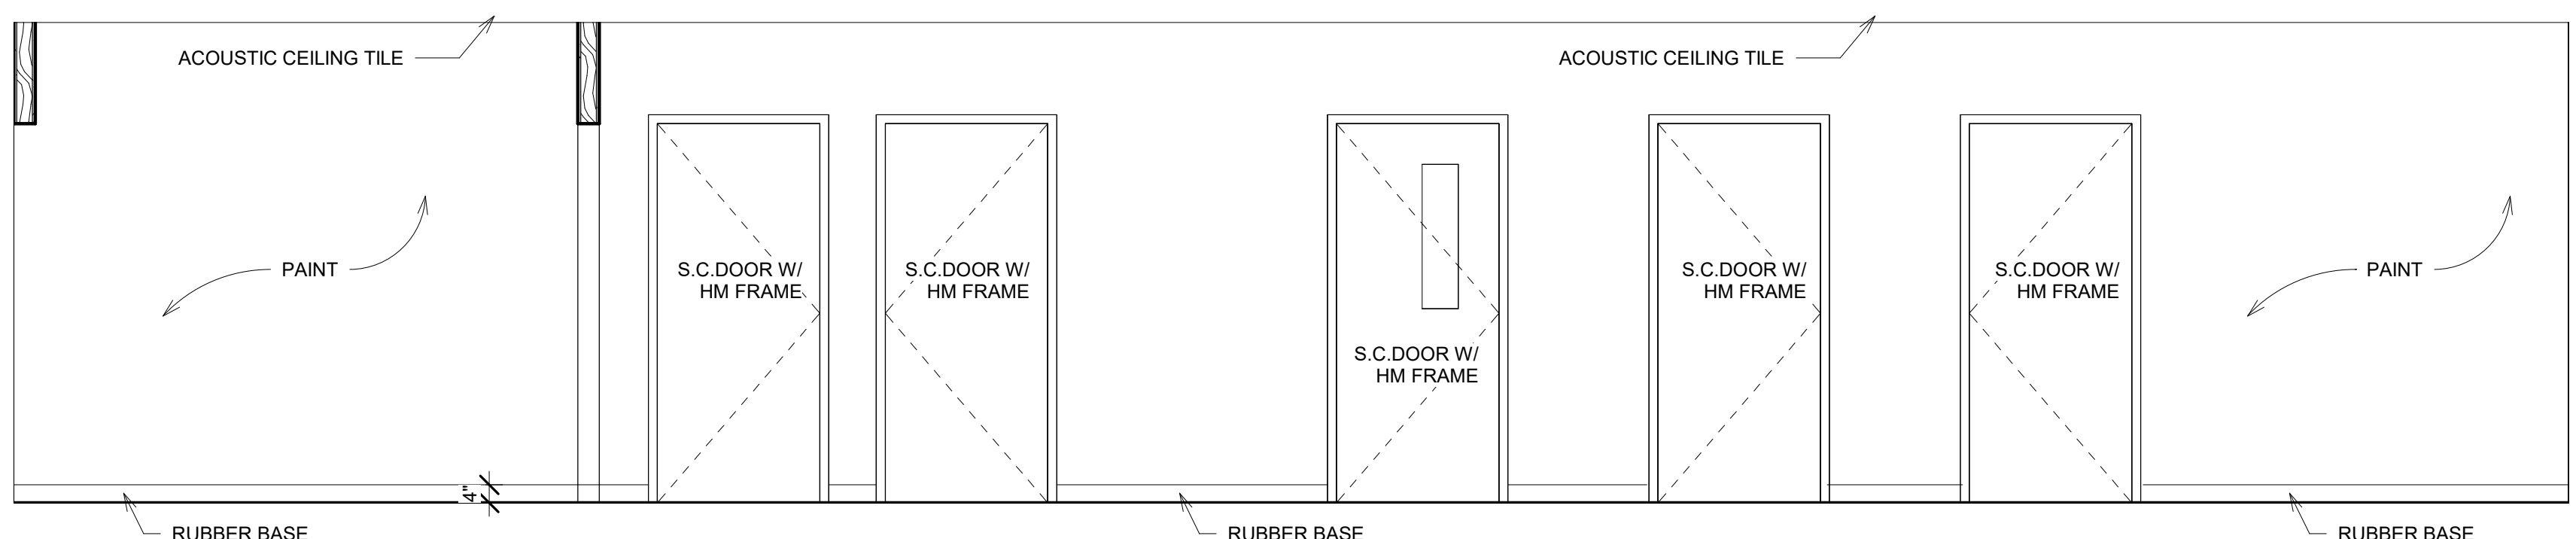 ACOUSTIC CEILING TILE
ACOUSTIC CEILING TILE
PAINT
S.C.DOOR W/
HM FRAME
S.C.DOOR W/
HM FRAME
S.C.DOOR W/
HM FRAME
S.C.DOOR W/
HM FRAME
S.C.DOOR W/
HM FRAME
PAINT
4"
RUBBER BASE
RUBBER BASE
RUBBER BASE